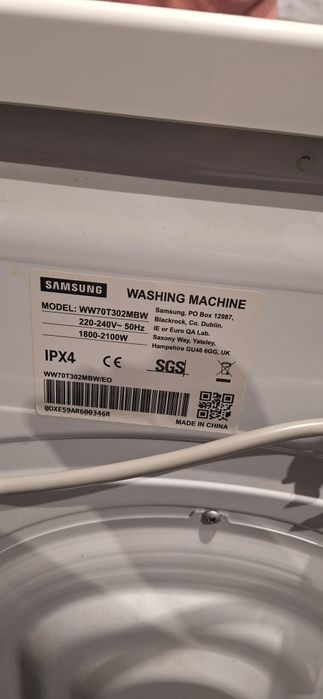 SAMSUNG
WASHING MACHINE
MODEL: WW70T302MBW
220-240V~ 50Hz
1800-2100W
Samsung, PO Box 12987,
Blackrock, Co. Dublin.
IE or Euro QA Lab.
Saxony Way, Yateley,
Hampshire GU46 6GG, UK
IPX4
CE
SGS
WW70T302MBW/EO
0DXE59AR600346R
MADE IN CHINA